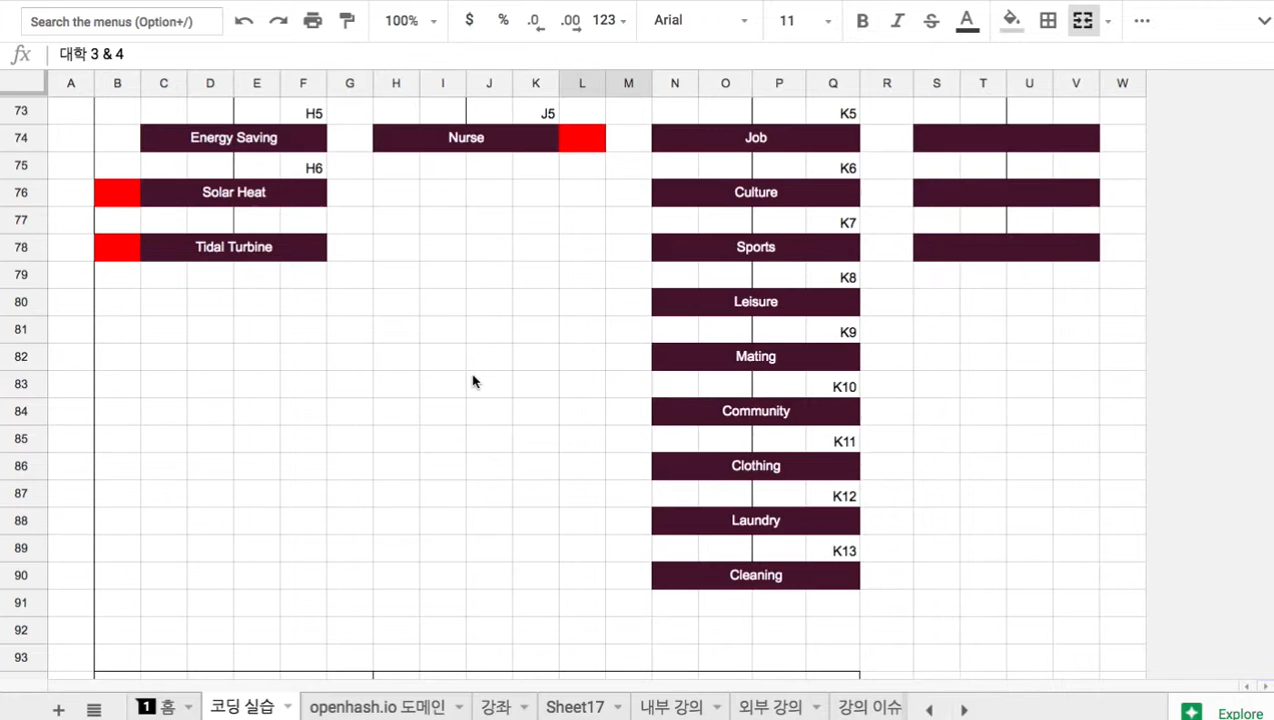 Search the menus (Option+/)
100%
$ % .0 .00 123
Arial
11
B I S A
fx 대학 3 & 4
A B C D E F G H I J K L M N O P Q R S T U V W
73 H5 J5 K5
74 Energy Saving Nurse Job
75 H6 K6
76 Solar Heat Culture
77 K7
78 Tidal Turbine Sports
79 K8
80 Leisure
81 K9
82 Mating
83 K10
84 Community
85 K11
86 Clothing
87 K12
88 Laundry
89 K13
90 Cleaning
91
92
93
+ 1 홈 코딩 실습 openhash.io 도메인 강좌 Sheet17 내부 강의 외부 강의 강의 이슈
Explore